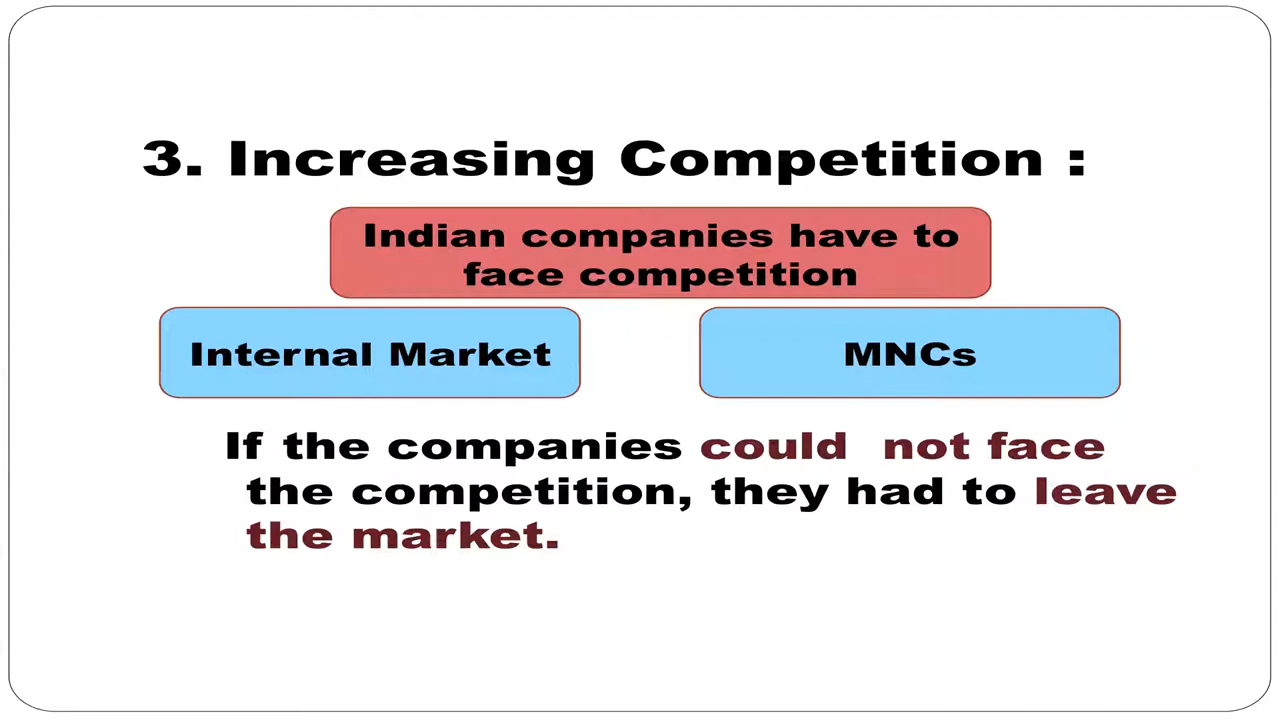 3. Increasing Competition :
Indian companies have to
face competition
Internal Market
MNCs
If the companies could not face
the competition, they had to leave
the market.